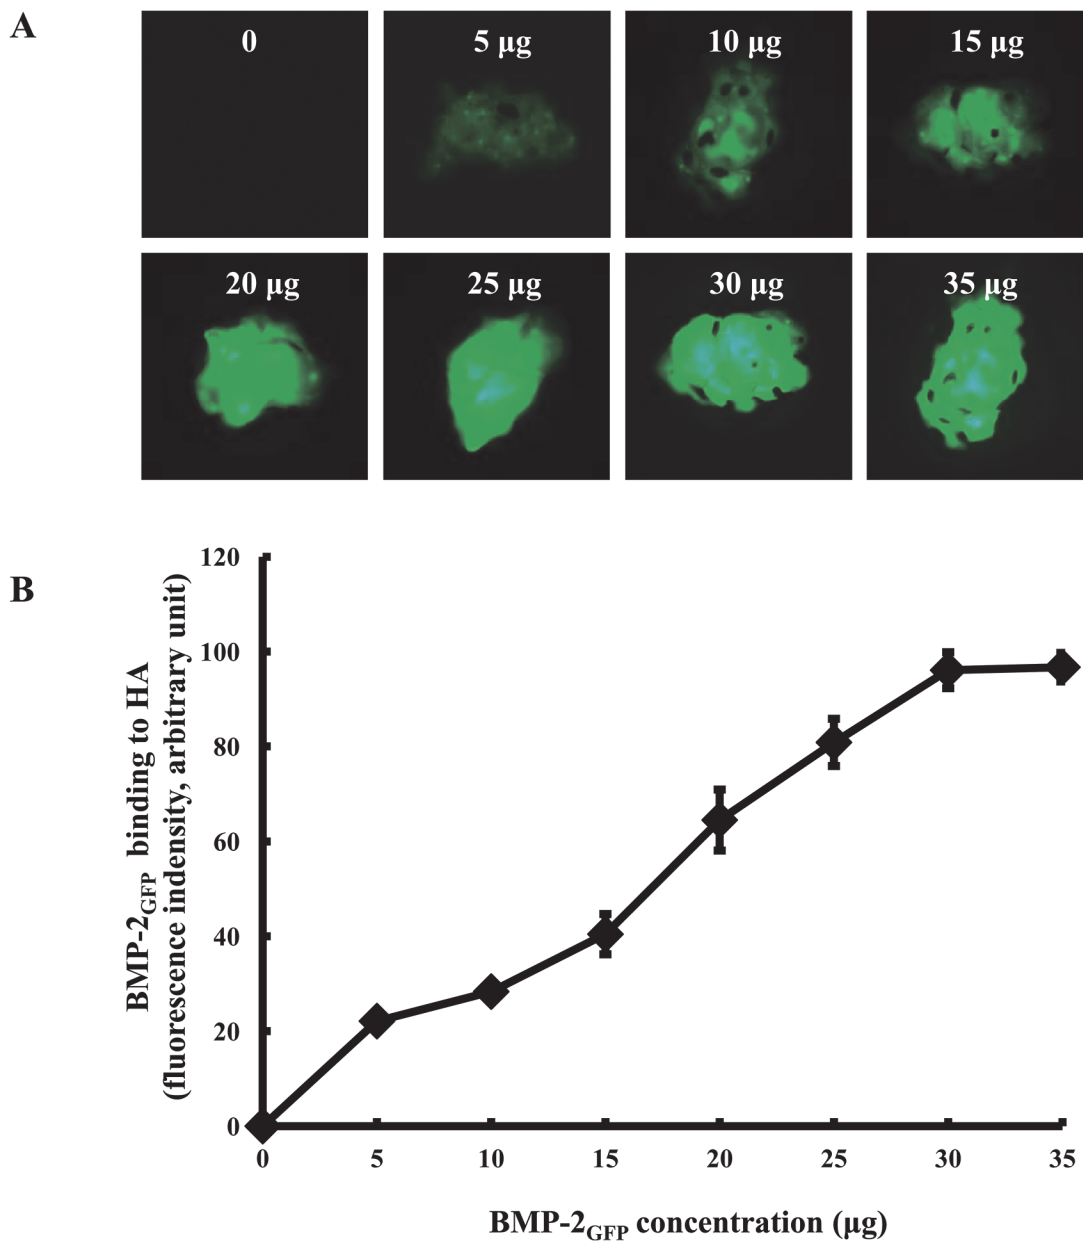 A
0
5 μg
10 μg
15 μg
20 μg
25 μg
30 μg
35 μg
B
BMP-2GFP binding to HA
(fluorescence indensity, arbitrary unit)
120
100
80
60
40
20
0
0 5 10 15 20 25 30 35
BMP-2GFP concentration (μg)